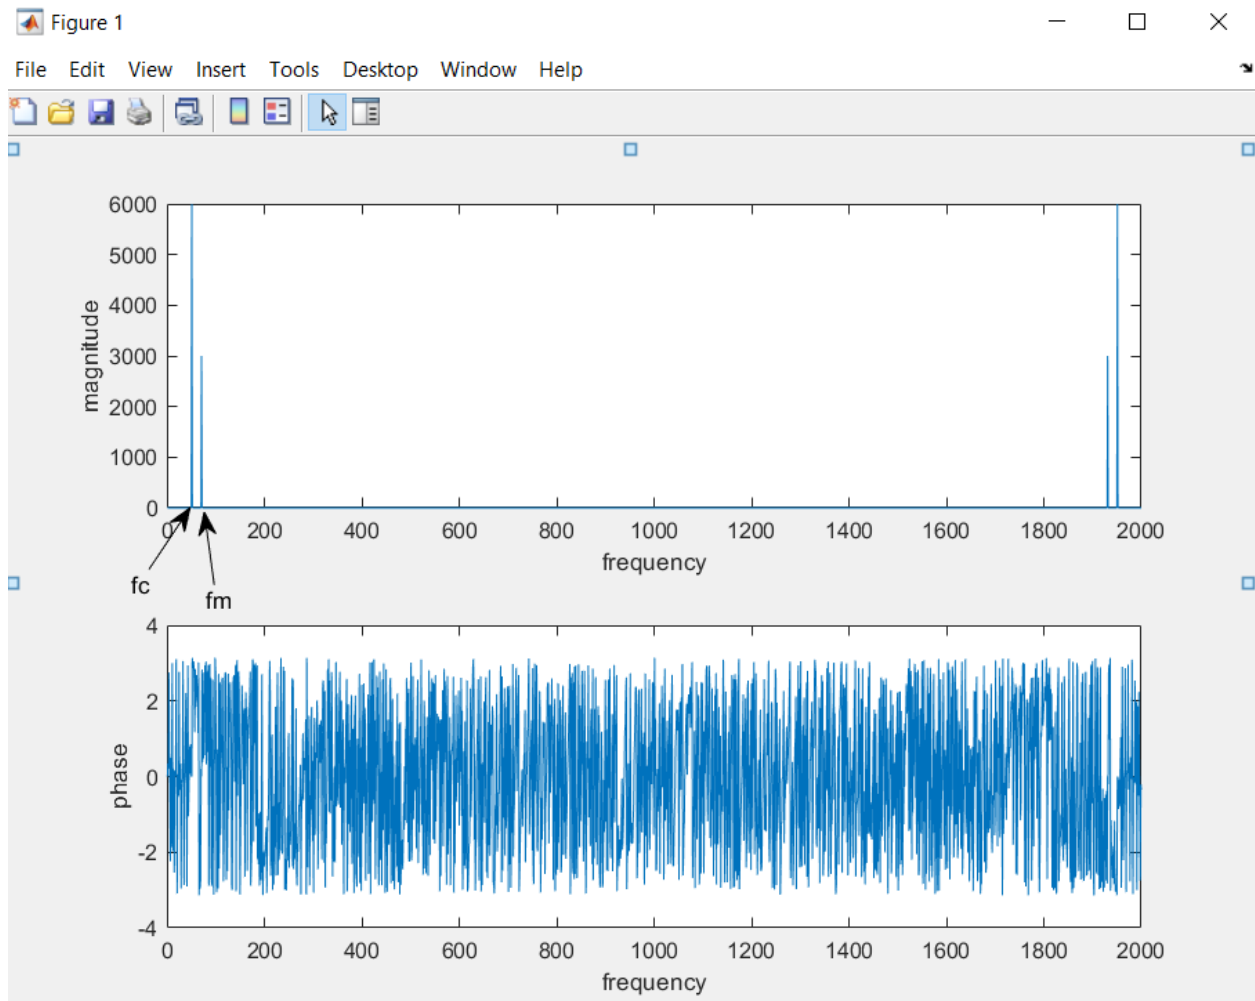 Figure 1
File Edit View Insert Tools Desktop Window Help
6000
5000
4000
3000
2000
1000
0
magnitude
0 200 400 600 800 1000 1200 1400 1600 1800 2000
frequency
fc
fm
4
2
0
-2
-4
phase
0 200 400 600 800 1000 1200 1400 1600 1800 2000
frequency